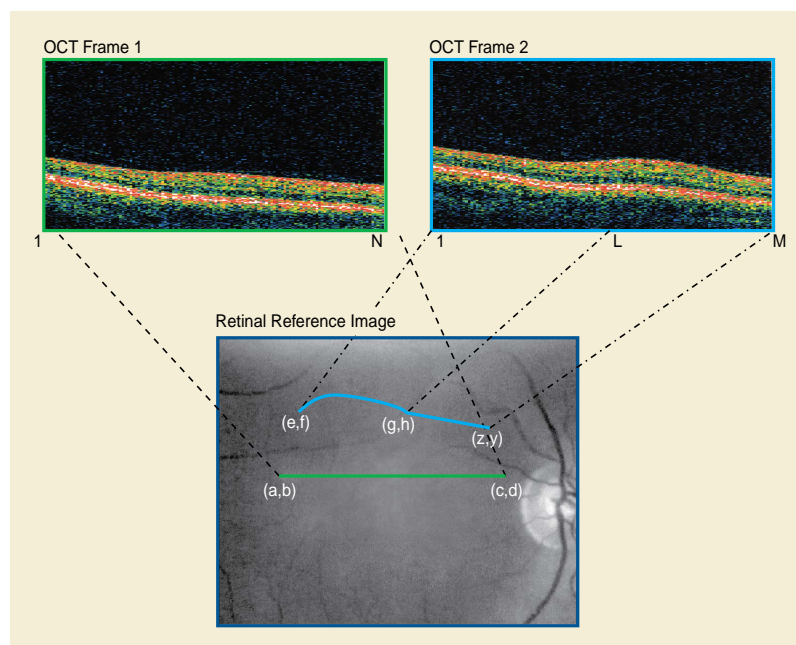 OCT Frame 1
OCT Frame 2
1
N
1
L
M
Retinal Reference Image
(e,f)
(g,h)
(z,y)
(a,b)
(c,d)